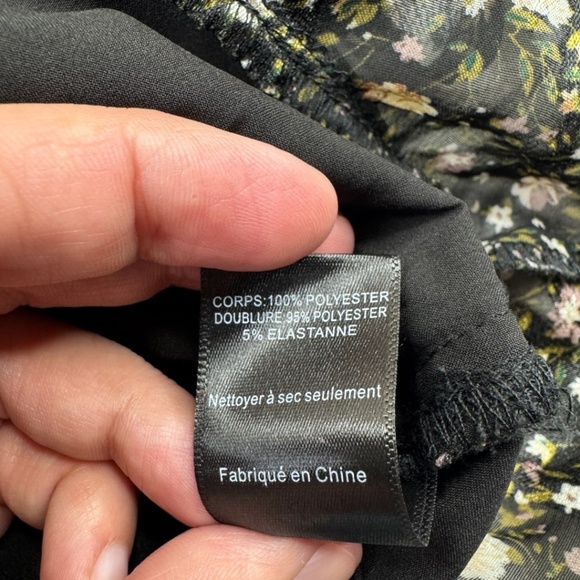 CORPS:100% POLYESTER
DOUBLURE:95% POLYESTER
5% ELASTANNE
Nettoyer à sec seulement
Fabriqué en Chine